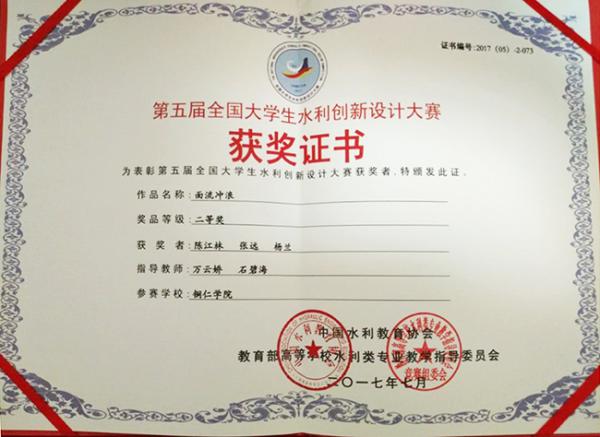 证书编号:2017(05)-2-073
第五届全国大学生水利创新设计大赛
获奖证书
为表彰第五届全国大学生水利创新设计大赛获奖者,特颁发此证。
作品名称:面流冲浪
奖品等级:二等奖
获奖者:陈江林 张远 杨兰
指导教师:万云娇 石碧海
参赛学校:铜仁学院
中国水利教育协会
教育部高等学校水利类专业教学指导委员会
竞赛组委会
二〇一七年七月